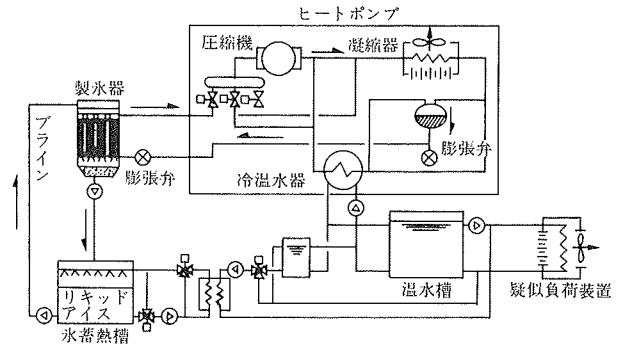 ヒートポンプ
圧縮機
凝縮器
製氷器
ブライン
膨張弁
膨張弁
冷温水器
リキッド
アイス
氷蓄熱槽
温水槽
疑似負荷装置